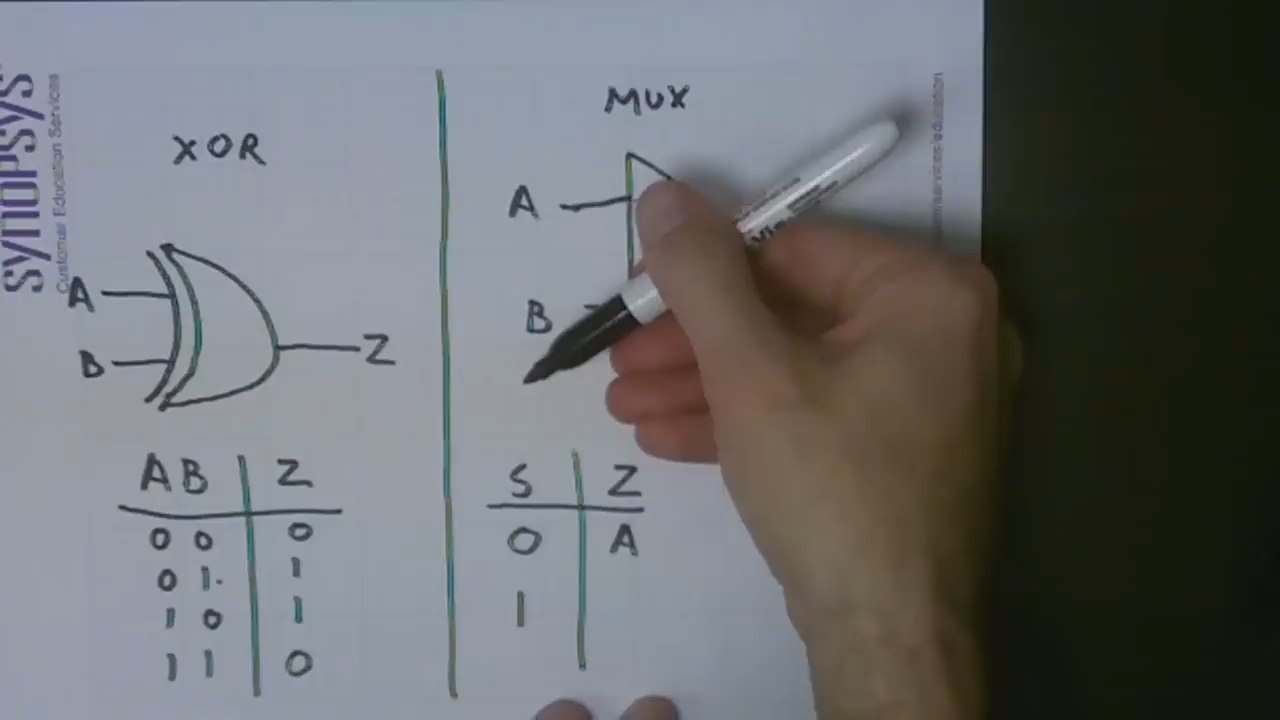 SYNOPSYS
Customer Education Services
XOR
A
B
Z
A B Z
0 0 0
0 1. 1
1 0 1
1 1 0
MUX
A
B
S Z
0 A
1